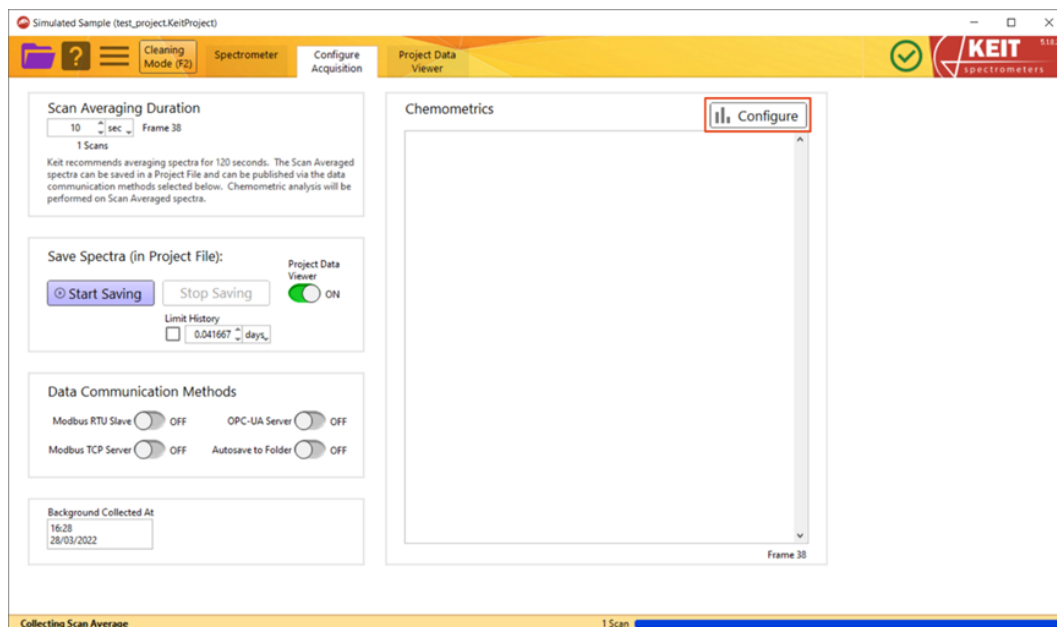 Simulated Sample (test_project.KeitProject)
Cleaning
Mode (F2)
Spectrometer
Configure
Acquisition
Project Data
Viewer
KEIT
spectrometers
Scan Averaging Duration
10 sec Frame 38
1 Scans
Keit recommends averaging spectra for 120 seconds. The Scan Averaged
spectra can be saved in a Project File and can be published via the data
communication methods selected below. Chemometric analysis will be
performed on Scan Averaged spectra.
Save Spectra (in Project File):
Project Data
Viewer
Start Saving
Stop Saving
ON
Limit History
0.041667 days
Data Communication Methods
Modbus RTU Slave OFF OPC-UA Server OFF
Modbus TCP Server OFF Autosave to Folder OFF
Background Collected At
16:28
28/03/2022
Chemometrics
Configure
Frame 38
Collecting Scan Average
1 Scan